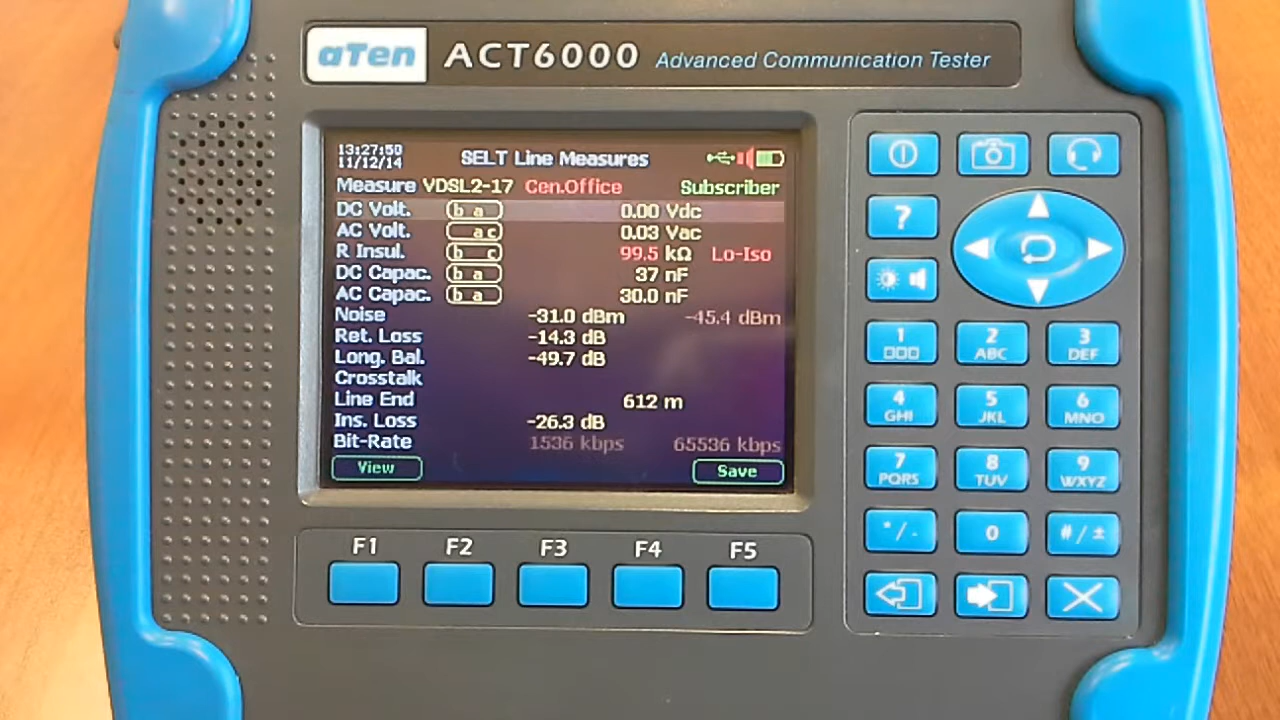 aTen ACT6000 Advanced Communication Tester
13:27:50
11/12/14
SELT Line Measures
Measure VDSL2-17 Cen.Office Subscriber
DC Volt. b a 0.00 Vdc
AC Volt. ac 0.03 Vac
R Insul. b c 99.5 kΩ Lo-Iso
DC Capac. b a 37 nF
AC Capac. b a 30.0 nF
Noise -31.0 dBm -45.4 dBm
Ret. Loss -14.3 dB
Long. Bal. -49.7 dB
Crosstalk
Line End 612 m
Ins. Loss -26.3 dB
Bit-Rate 1536 kbps 65536 kbps
View Save
F1 F2 F3 F4 F5
?
1 2 ABC 3 DEF
4 GHI 5 JKL 6 MNO
7 PQRS 8 TUV 9 WXYZ
*/- 0 #/±